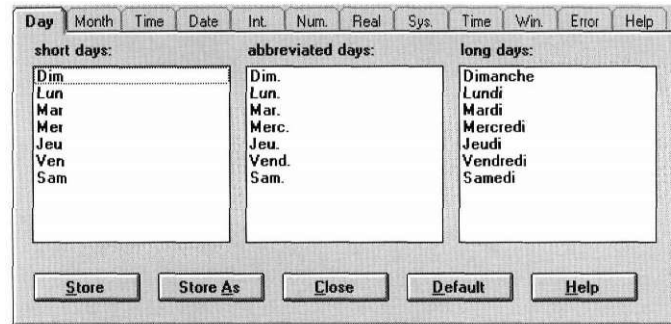 Day Month Time Date Int. Num. Real Sys. Time Win. Error Help
short days: abbreviated days: long days:
Dim Dim. Dimanche
Lun Lun. Lundi
Mar Mar. Mardi
Mer Merc. Mercredi
Jeu Jeu. Jeudi
Ven Vend. Vendredi
Sam Sam. Samedi
Store Store As Close Default Help